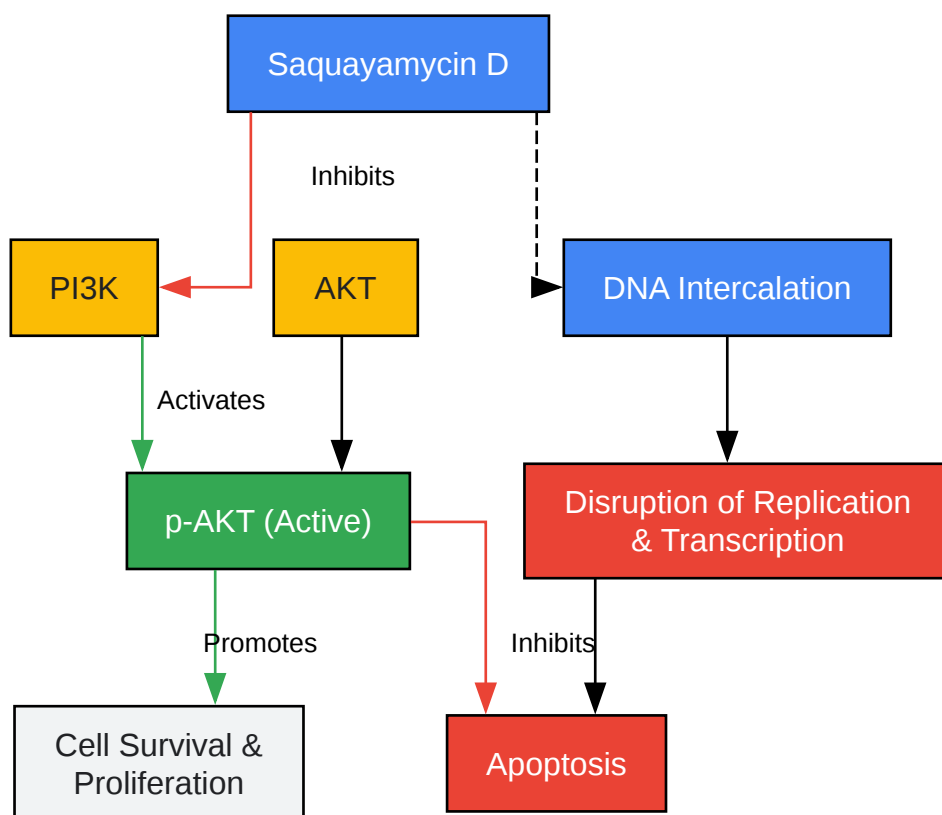 Saquayamycin D
Inhibits
PI3K
AKT
DNA Intercalation
Activates
p-AKT (Active)
Disruption of Replication
& Transcription
Promotes
Inhibits
Cell Survival &
Proliferation
Apoptosis